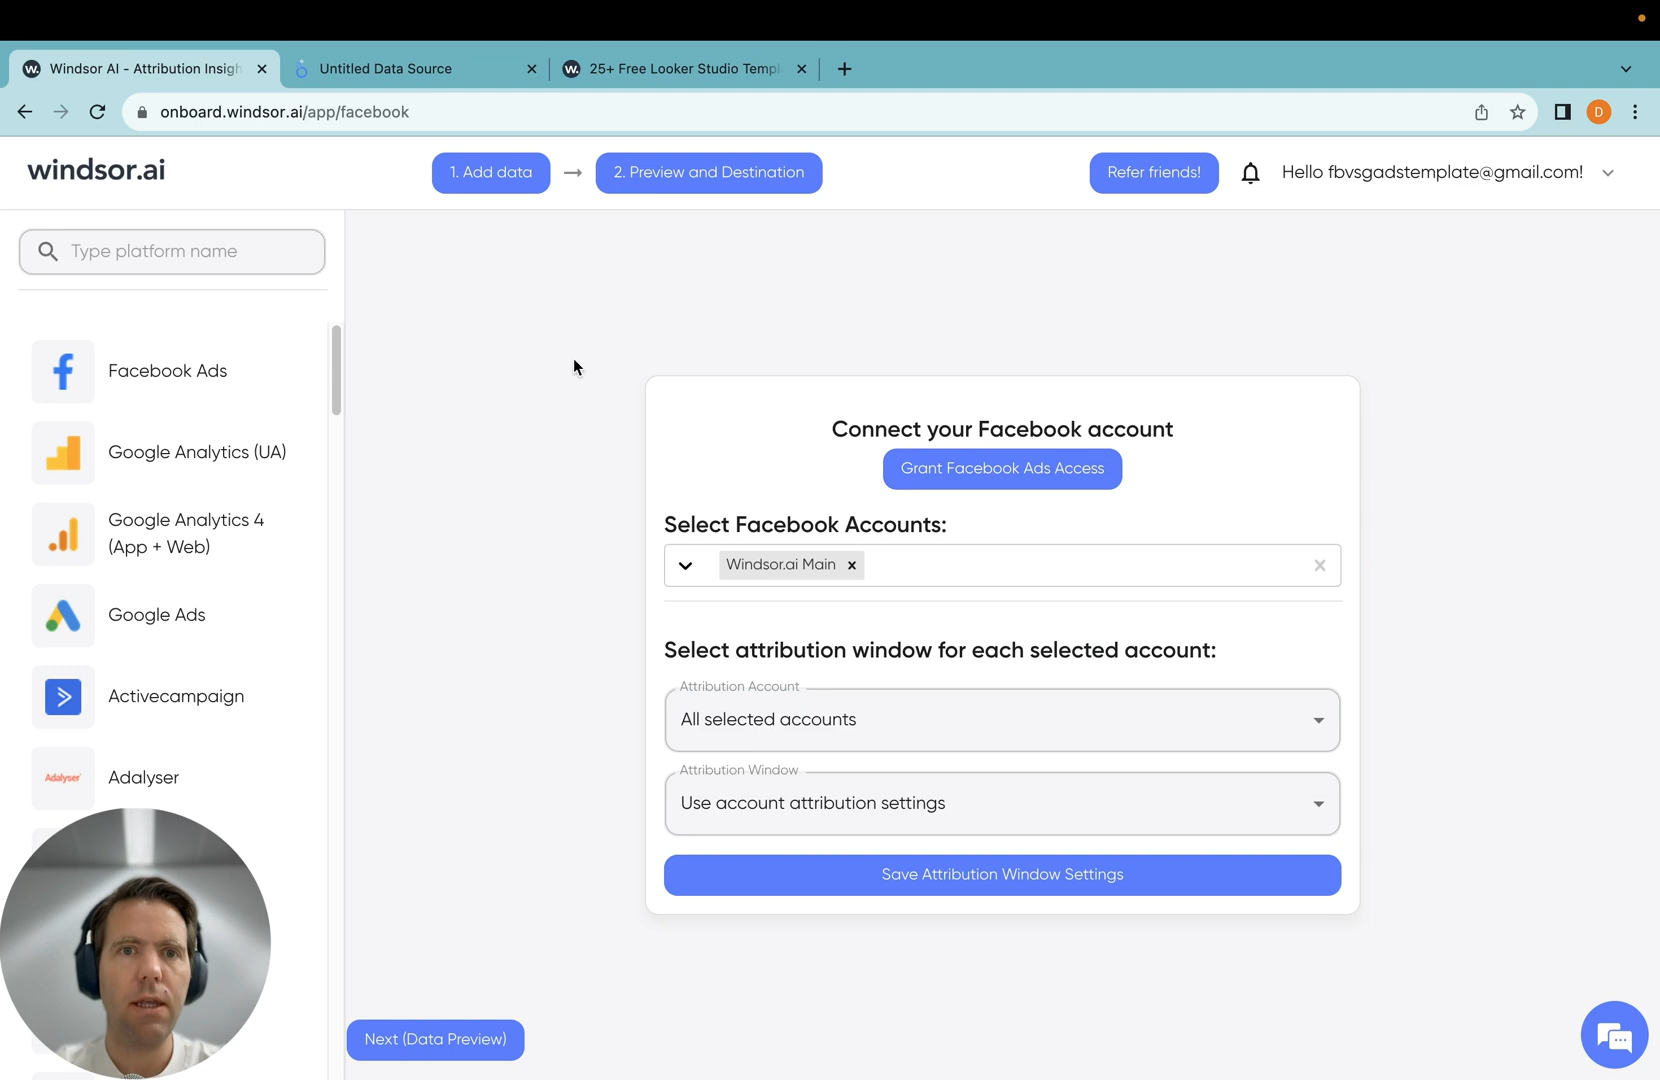 Windsor AI - Attribution Insigh
Untitled Data Source
25+ Free Looker Studio Templ
onboard.windsor.ai/app/facebook
D
windsor.ai
1. Add data → 2. Preview and Destination
Refer friends!
Hello fbvsgadstemplate@gmail.com!
Type platform name
Facebook Ads
Google Analytics (UA)
Google Analytics 4
(App + Web)
Google Ads
Activecampaign
Adalyser
Adalyser
Connect your Facebook account
Grant Facebook Ads Access
Select Facebook Accounts:
Windsor.ai Main
Select attribution window for each selected account:
Attribution Account
All selected accounts
Attribution Window
Use account attribution settings
Save Attribution Window Settings
Next (Data Preview)